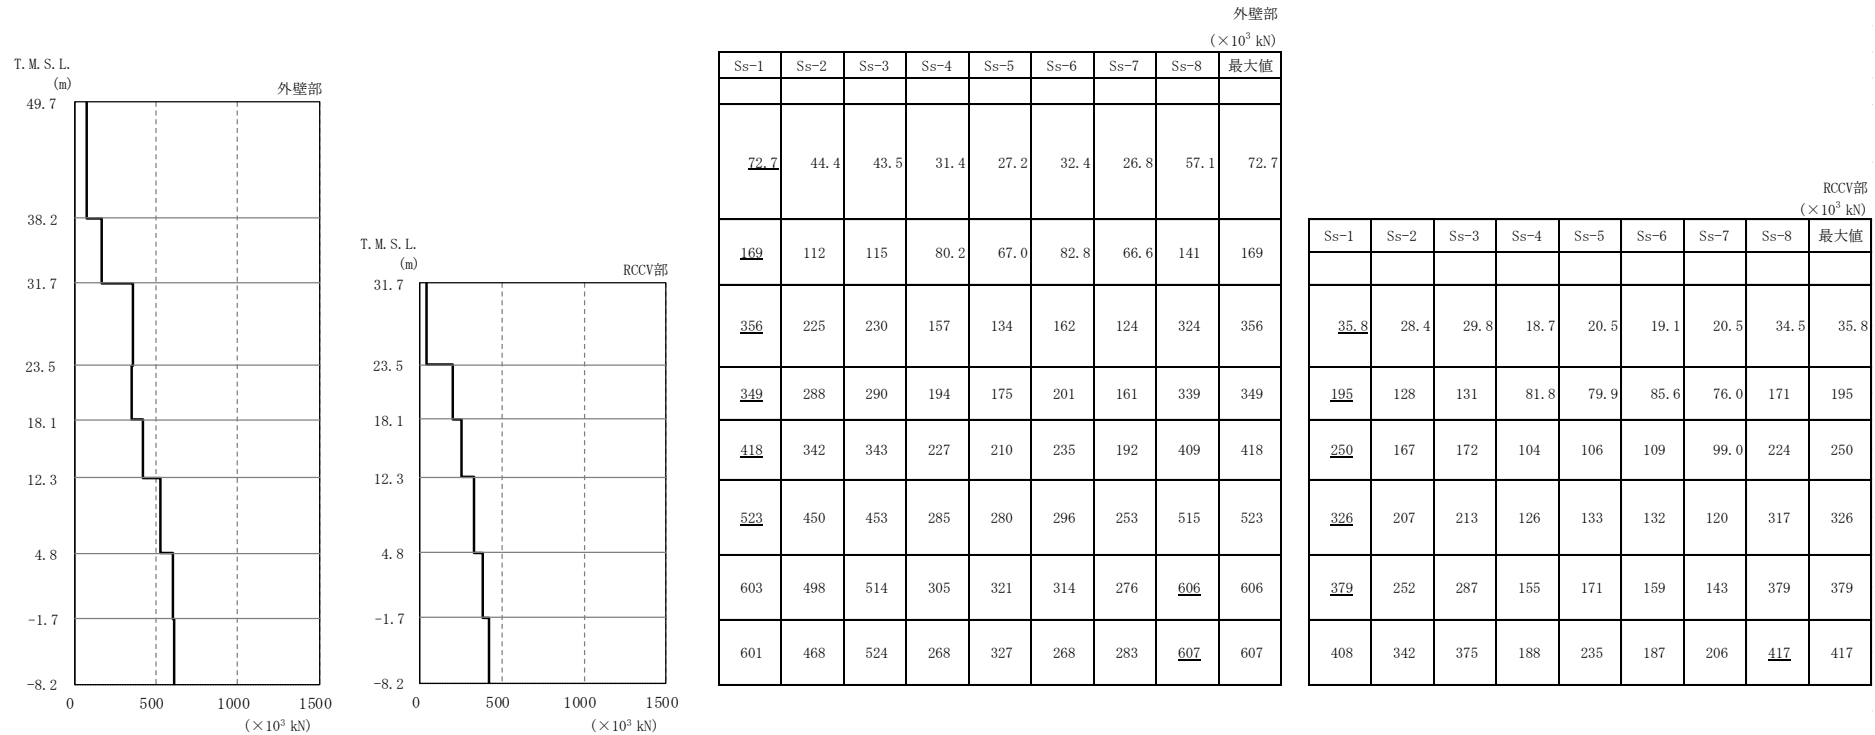 T.M.S.L.
(m)
外壁部
49.7
38.2
31.7
23.5
18.1
12.3
4.8
-1.7
-8.2
0 500 1000 1500
(×10³ kN)
T.M.S.L.
(m)
RCCV部
31.7
23.5
18.1
12.3
4.8
-1.7
-8.2
0 500 1000 1500
(×10³ kN)
外壁部
(×10³ kN)
Ss-1 Ss-2 Ss-3 Ss-4 Ss-5 Ss-6 Ss-7 Ss-8 最大値
72.7 44.4 43.5 31.4 27.2 32.4 26.8 57.1 72.7
169 112 115 80.2 67.0 82.8 66.6 141 169
356 225 230 157 134 162 124 324 356
349 288 290 194 175 201 161 339 349
418 342 343 227 210 235 192 409 418
523 450 453 285 280 296 253 515 523
603 498 514 305 321 314 276 606 606
601 468 524 268 327 268 283 607 607
RCCV部
(×10³ kN)
Ss-1 Ss-2 Ss-3 Ss-4 Ss-5 Ss-6 Ss-7 Ss-8 最大値
35.8 28.4 29.8 18.7 20.5 19.1 20.5 34.5 35.8
195 128 131 81.8 79.9 85.6 76.0 171 195
250 167 172 104 106 109 99.0 224 250
326 207 213 126 133 132 120 317 326
379 252 287 155 171 159 143 379 379
408 342 375 188 235 187 206 417 417